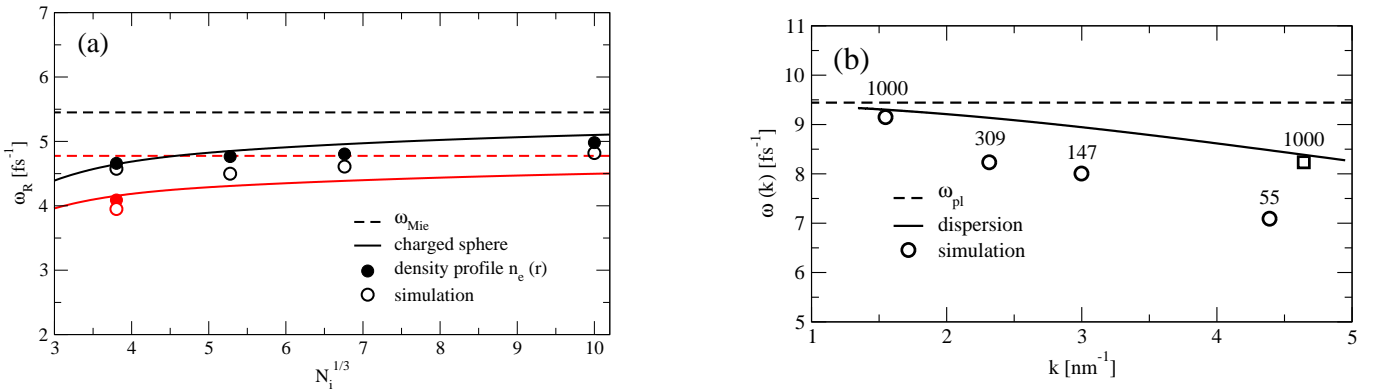 (a)
7
6
5
4
3
2
ω_R [fs⁻¹]
ω_Mie
charged sphere
density profile n_e (r)
simulation
3 4 5 6 7 8 9 10
N_i^1/3
(b)
11
10
9
8
7
6
5
ω (k) [fs⁻¹]
1000
309
147
1000
55
ω_pl
dispersion
simulation
1 2 3 4 5
k [nm⁻¹]